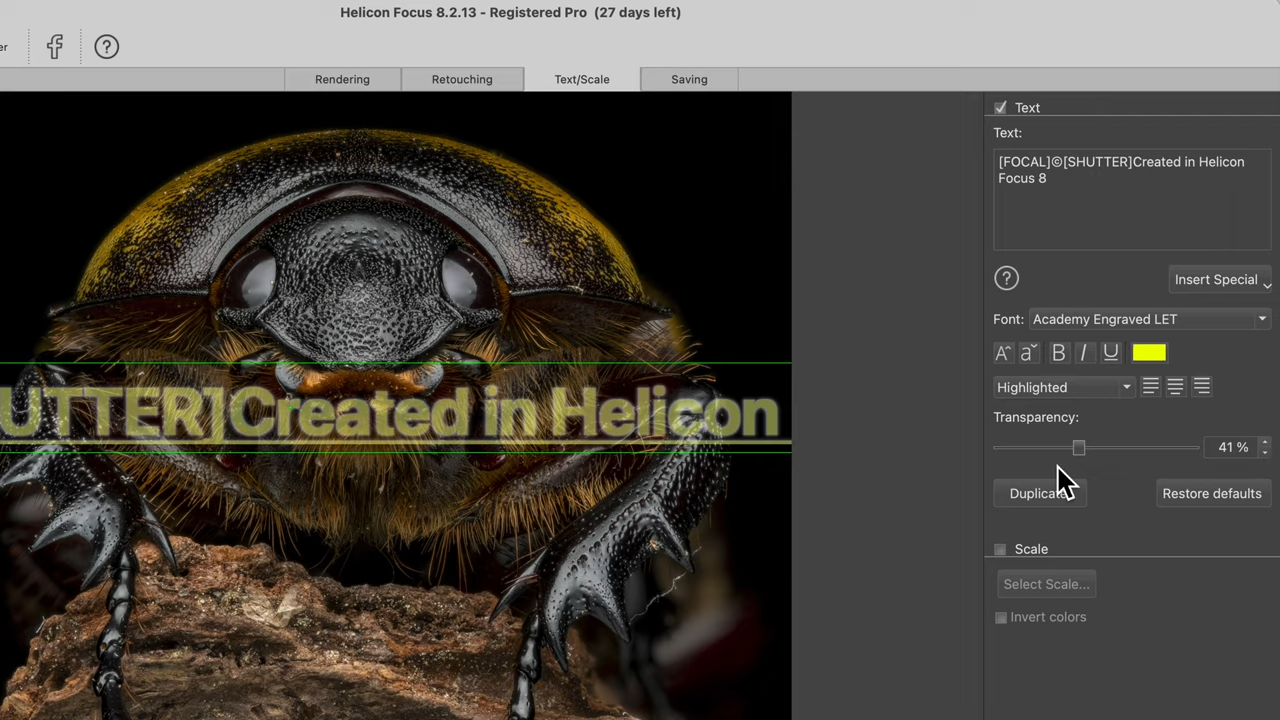 Helicon Focus 8.2.13 - Registered Pro (27 days left)
er
Rendering
Retouching
Text/Scale
Saving
Text
Text:
[FOCAL]©[SHUTTER]Created in Helicon
Focus 8
Insert Special
Font: Academy Engraved LET
B I U
Highlighted
Transparency:
41 %
Duplicate
Restore defaults
Scale
Select Scale...
Invert colors
UTTER]Created in Helicon